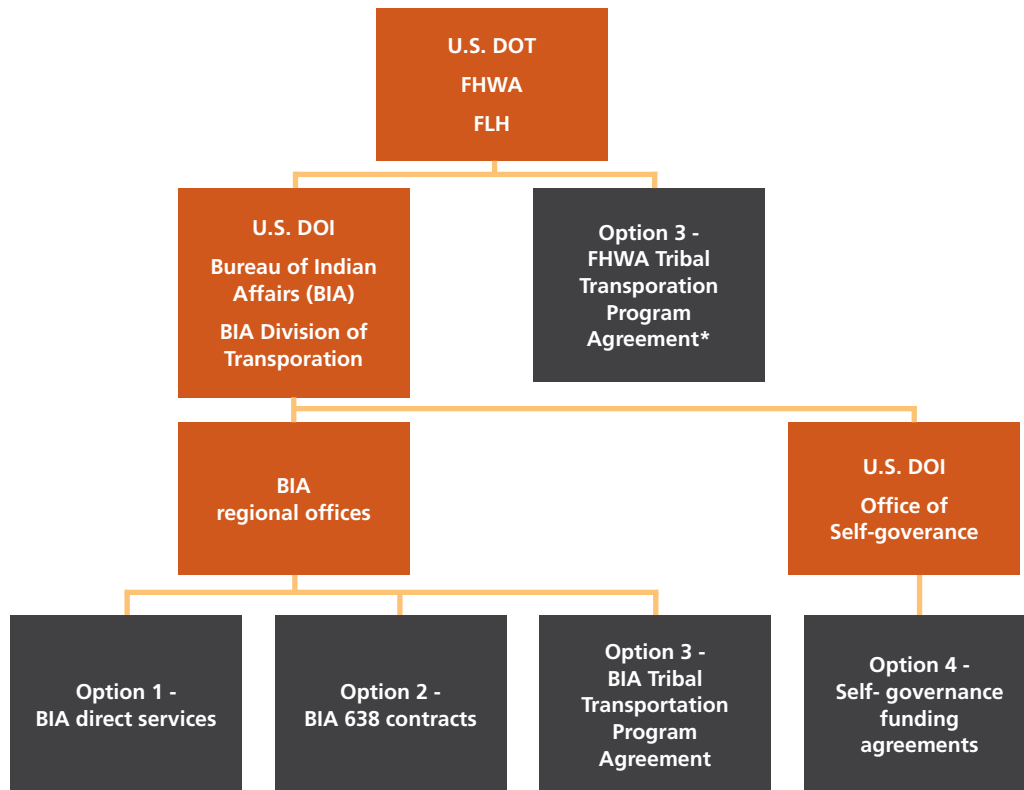 U.S. DOT
FHWA
FLH
U.S. DOI
Bureau of Indian
Affairs (BIA)
BIA Division of
Transporation
Option 3 -
FHWA Tribal
Transporation
Program
Agreement*
BIA
regional offices
U.S. DOI
Office of
Self-goverance
Option 1 -
BIA direct services
Option 2 -
BIA 638 contracts
Option 3 -
BIA Tribal
Transportation
Program
Agreement
Option 4 -
Self- governance
funding
agreements